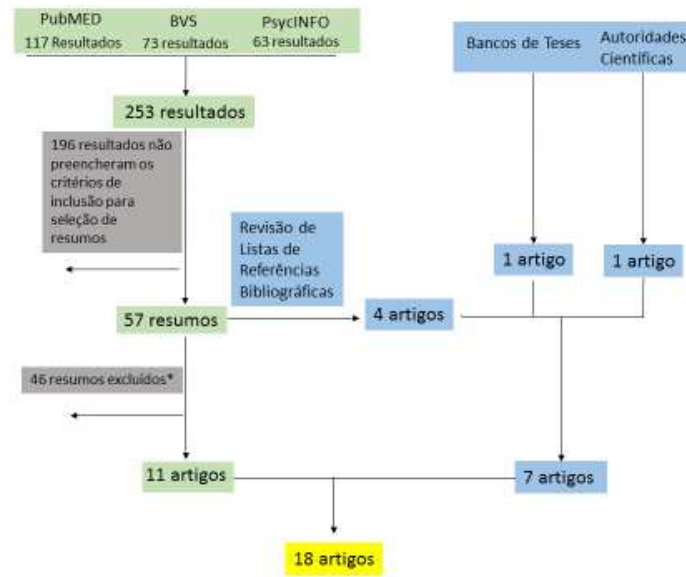 PubMED BVS PsycINFO
117 Resultados 73 resultados 63 resultados
Bancos de Teses
Autoridades
Científicas
253 resultados
196 resultados não
preencheram os
critérios de
inclusão para
seleção de
resumos
Revisão de
Listas de
Referências
Bibliográficas
1 artigo
1 artigo
57 resumos
4 artigos
46 resumos excluídos*
11 artigos
7 artigos
18 artigos